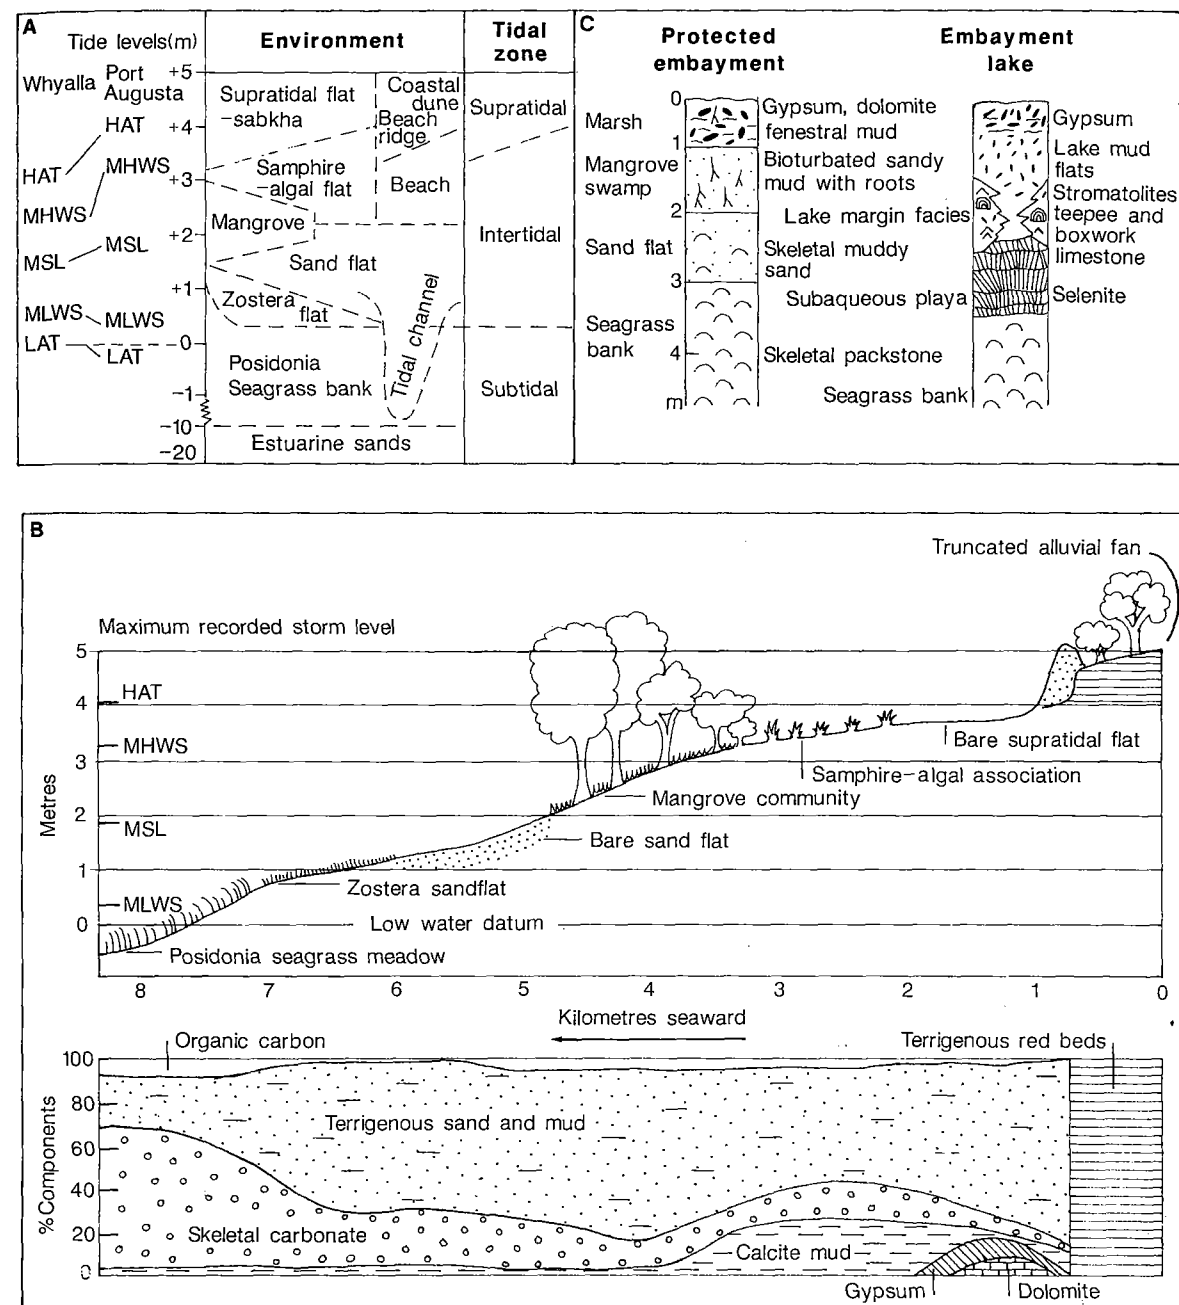 A
Tide levels(m)
Environment
Tidal
zone
Whyalla
Port
Augusta
+5
HAT
+4
MHWS
HAT
+3
MHWS
+2
MSL
MSL
+1
MLWS
MLWS
LAT
0
LAT
-1
-10
-20
Supratidal flat
-sabkha
Coastal
dune
Beach
ridge
Supratidal
Samphire
-algal flat
Beach
Mangrove
Intertidal
Sand flat
Zostera
flat
Tidal channel
Posidonia
Seagrass bank
Subtidal
Estuarine sands
C
Protected
embayment
Embayment
lake
0
1
2
3
4
m
Marsh
Gypsum, dolomite
fenestral mud
Mangrove
swamp
Bioturbated sandy
mud with roots
Sand flat
Skeletal muddy
sand
Seagrass
bank
Skeletal packstone
Gypsum
Lake mud
flats
Lake margin facies
Stromatolites
teepee and
boxwork
limestone
Subaqueous playa
Selenite
Seagrass bank
B
Truncated alluvial fan
Maximum recorded storm level
5
HAT
4
MHWS
3
2
MSL
1
MLWS
0
Metres
Bare supratidal flat
Samphire-algal association
Mangrove community
Bare sand flat
Zostera sandflat
Low water datum
Posidonia seagrass meadow
8 7 6 5 4 3 2 1 0
Kilometres seaward
Organic carbon
Terrigenous red beds
100
80
60
40
20
0
%Components
Terrigenous sand and mud
Skeletal carbonate
Calcite mud
Gypsum
Dolomite